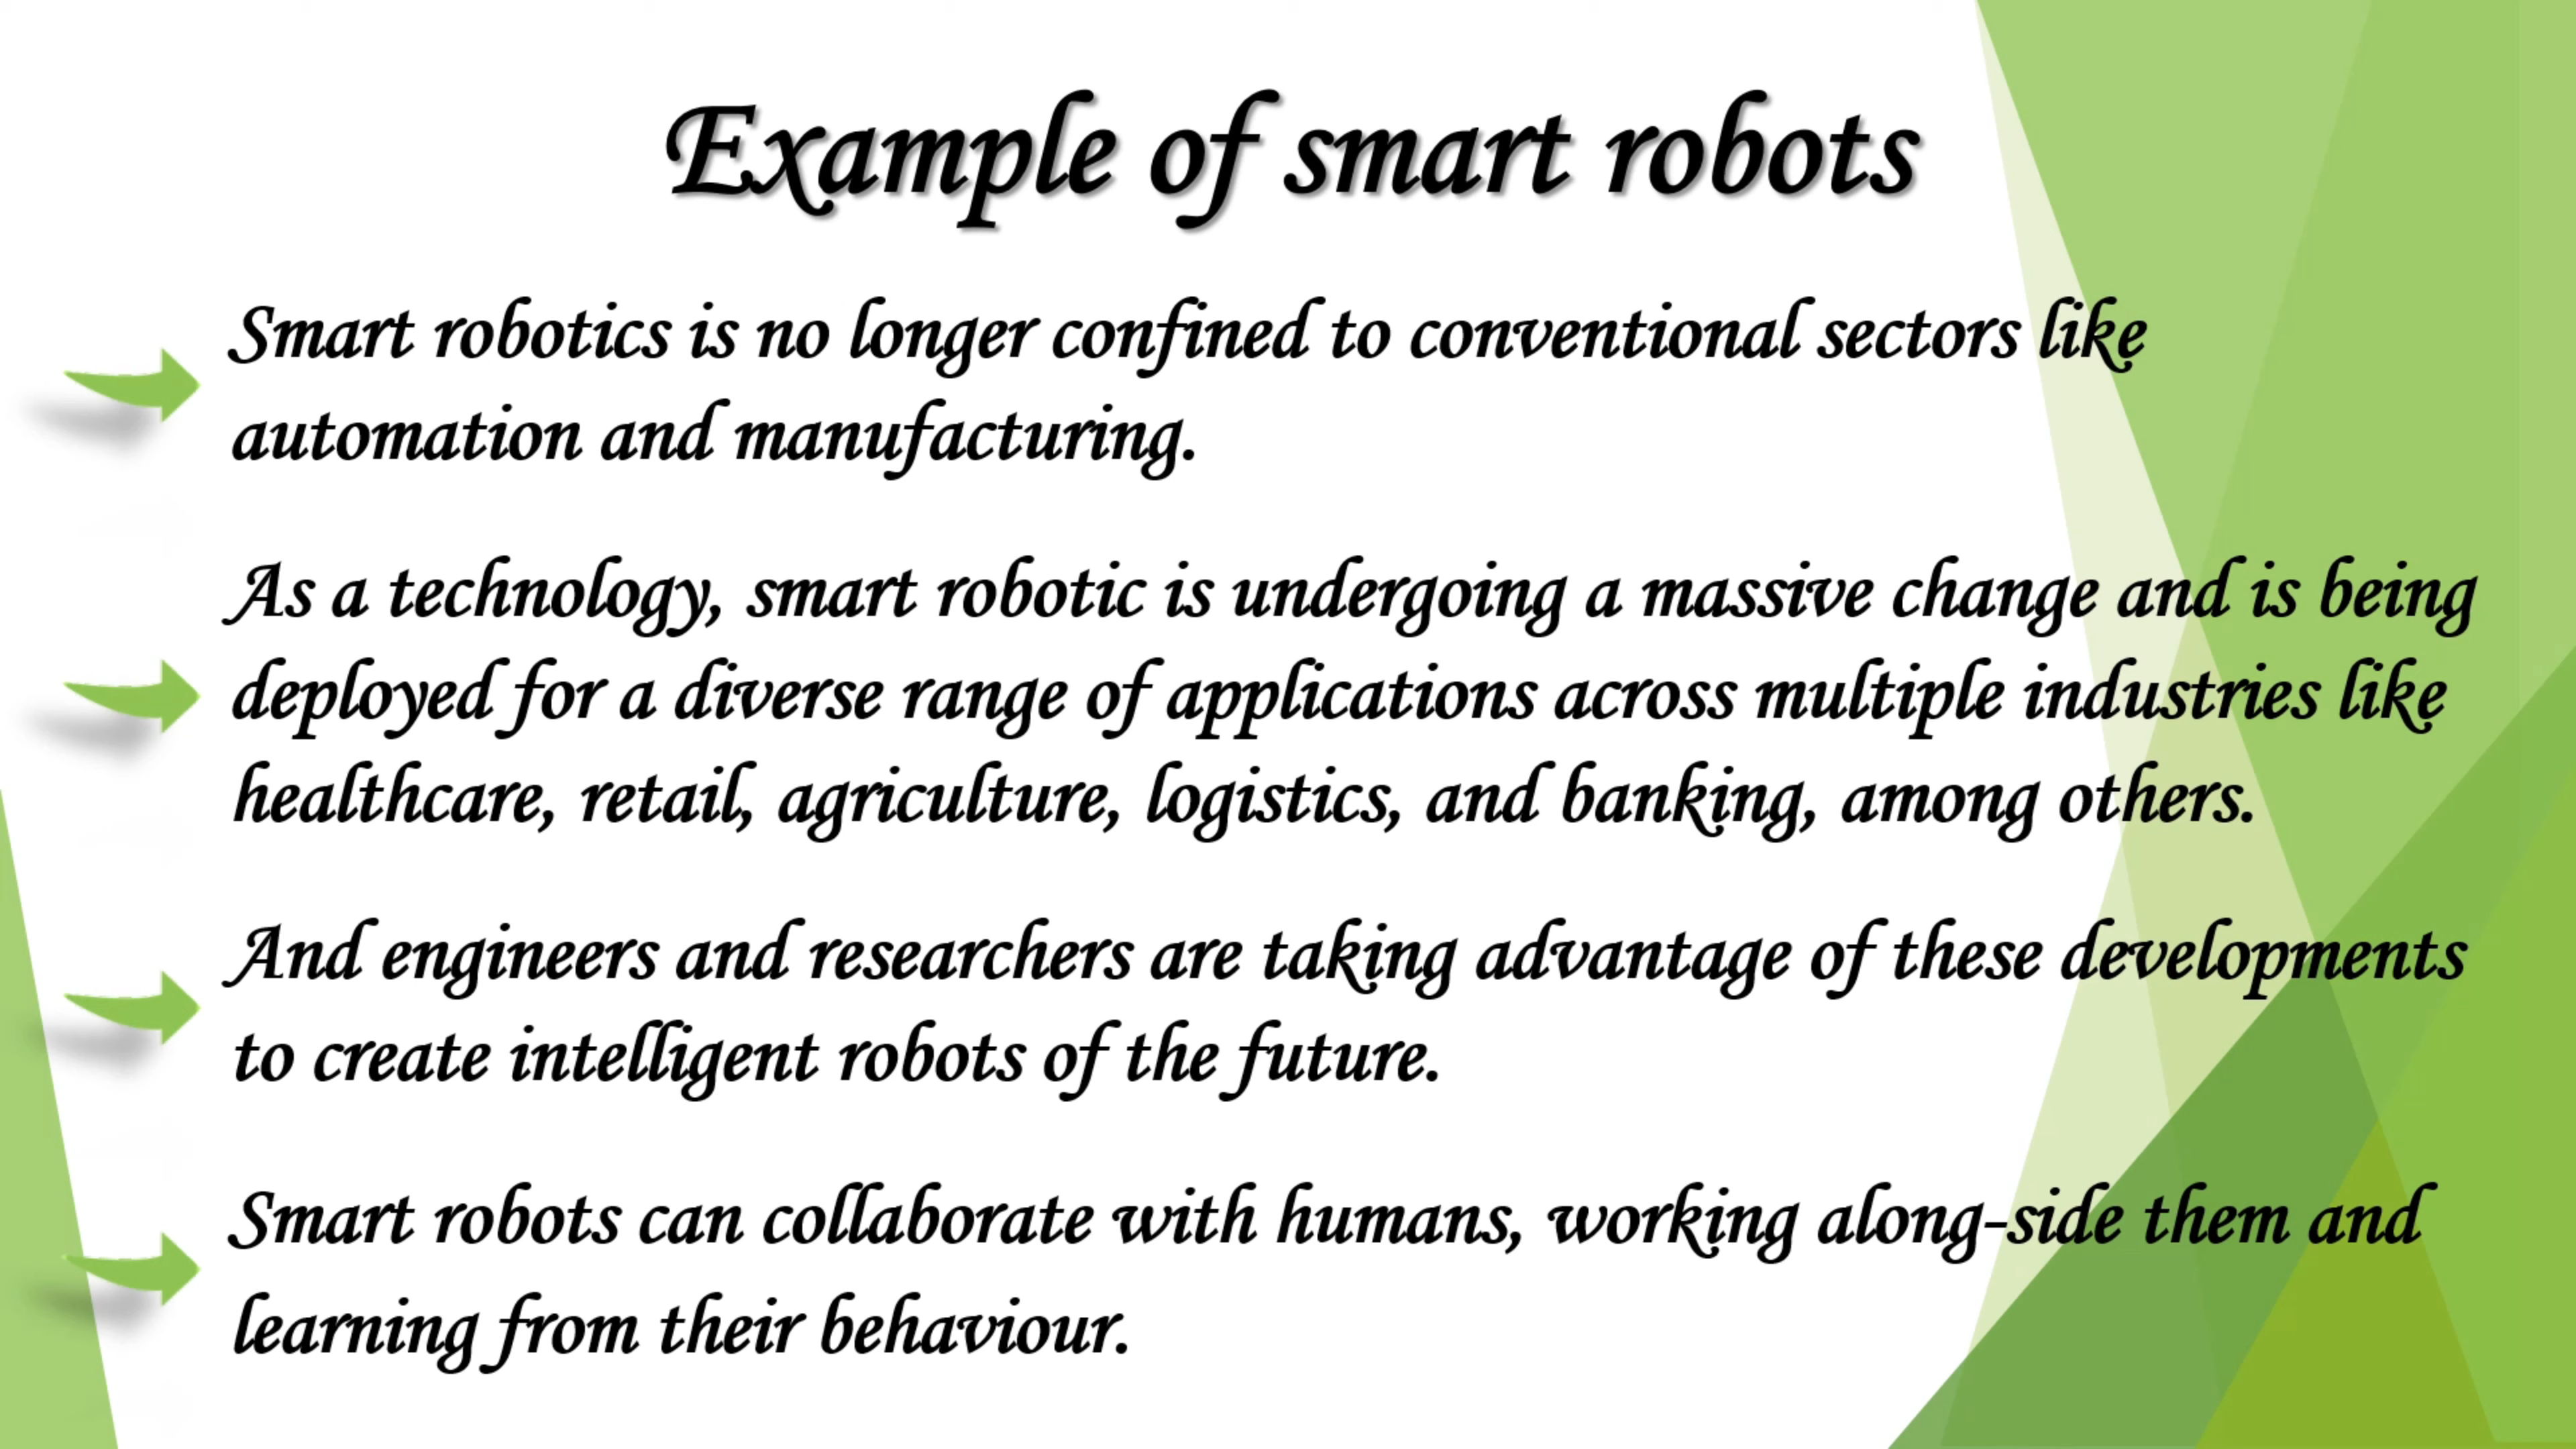 Example of smart robots
Smart robotics is no longer confined to conventional sectors like
automation and manufacturing.
As a technology, smart robotic is undergoing a massive change and is being
deployed for a diverse range of applications across multiple industries like
healthcare, retail, agriculture, logistics, and banking, among others.
And engineers and researchers are taking advantage of these developments
to create intelligent robots of the future.
Smart robots can collaborate with humans, working along-side them and
learning from their behaviour.